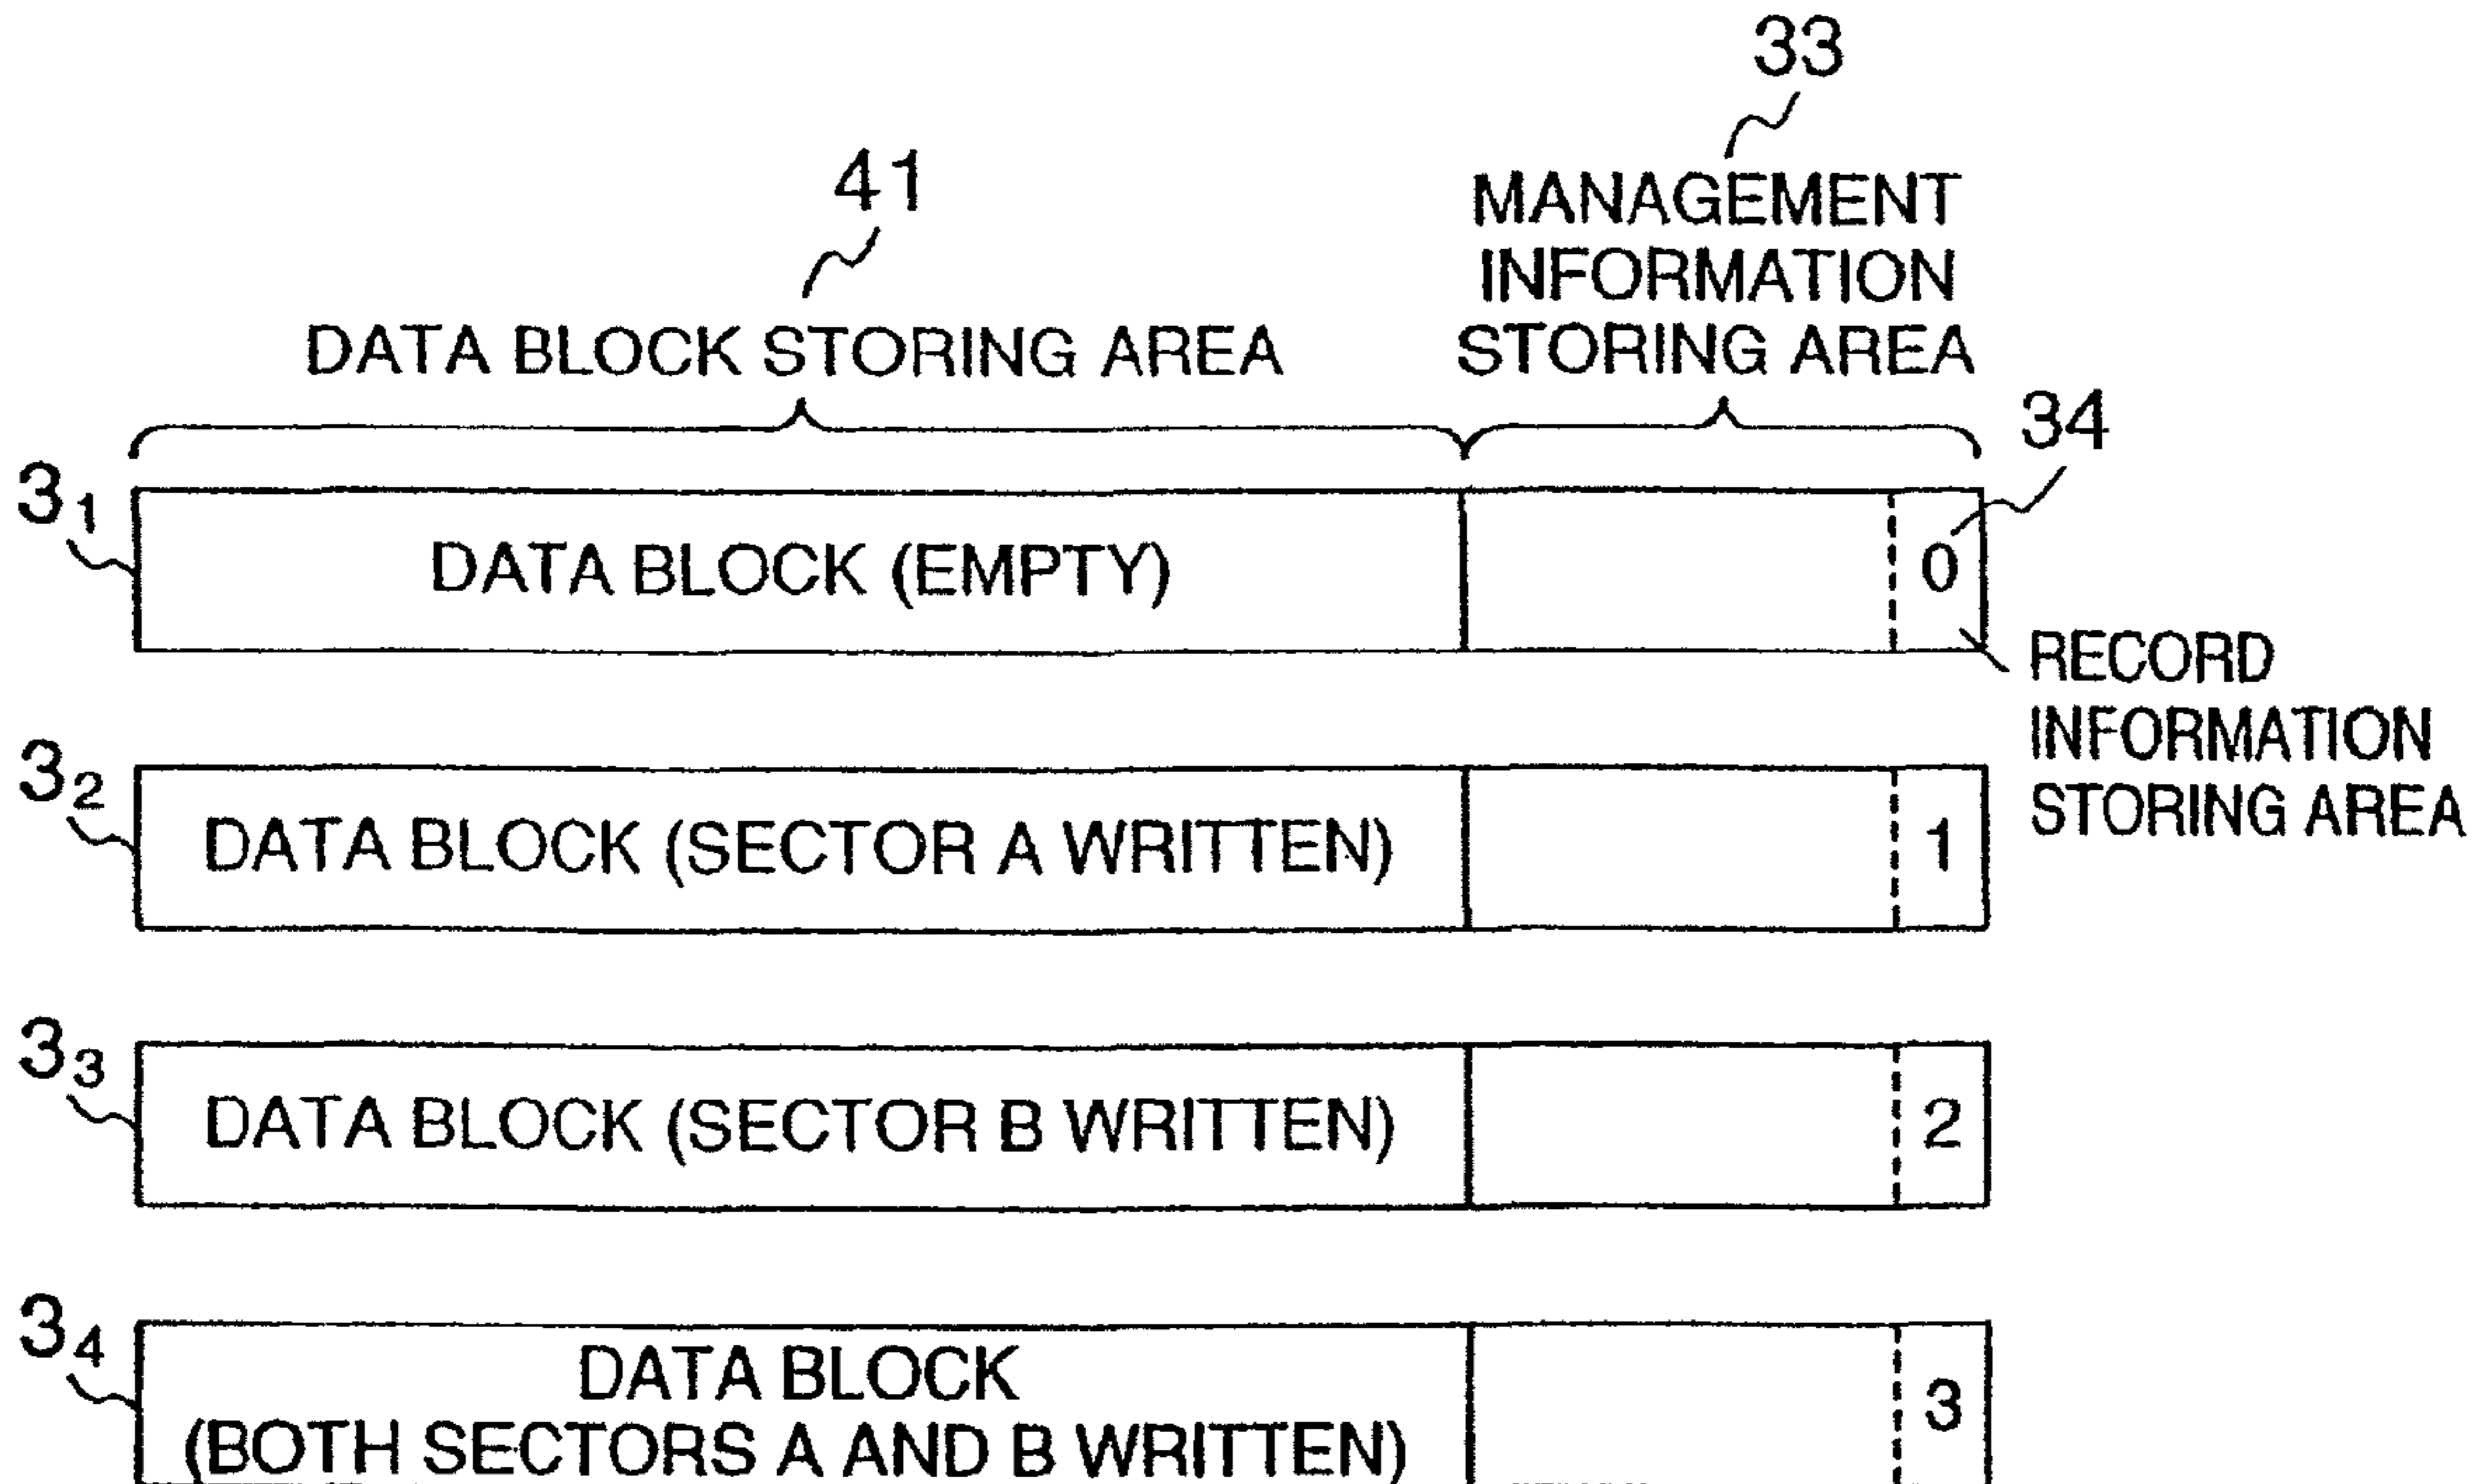 33
41
MANAGEMENT
INFORMATION
DATA BLOCK STORING AREA STORING AREA
34
3₁
DATA BLOCK (EMPTY) 0
RECORD
INFORMATION
STORING AREA
3₂
DATA BLOCK (SECTOR A WRITTEN) 1
3₃
DATA BLOCK (SECTOR B WRITTEN) 2
3₄
DATA BLOCK
3
(BOTH SECTORS A AND B WRITTEN)